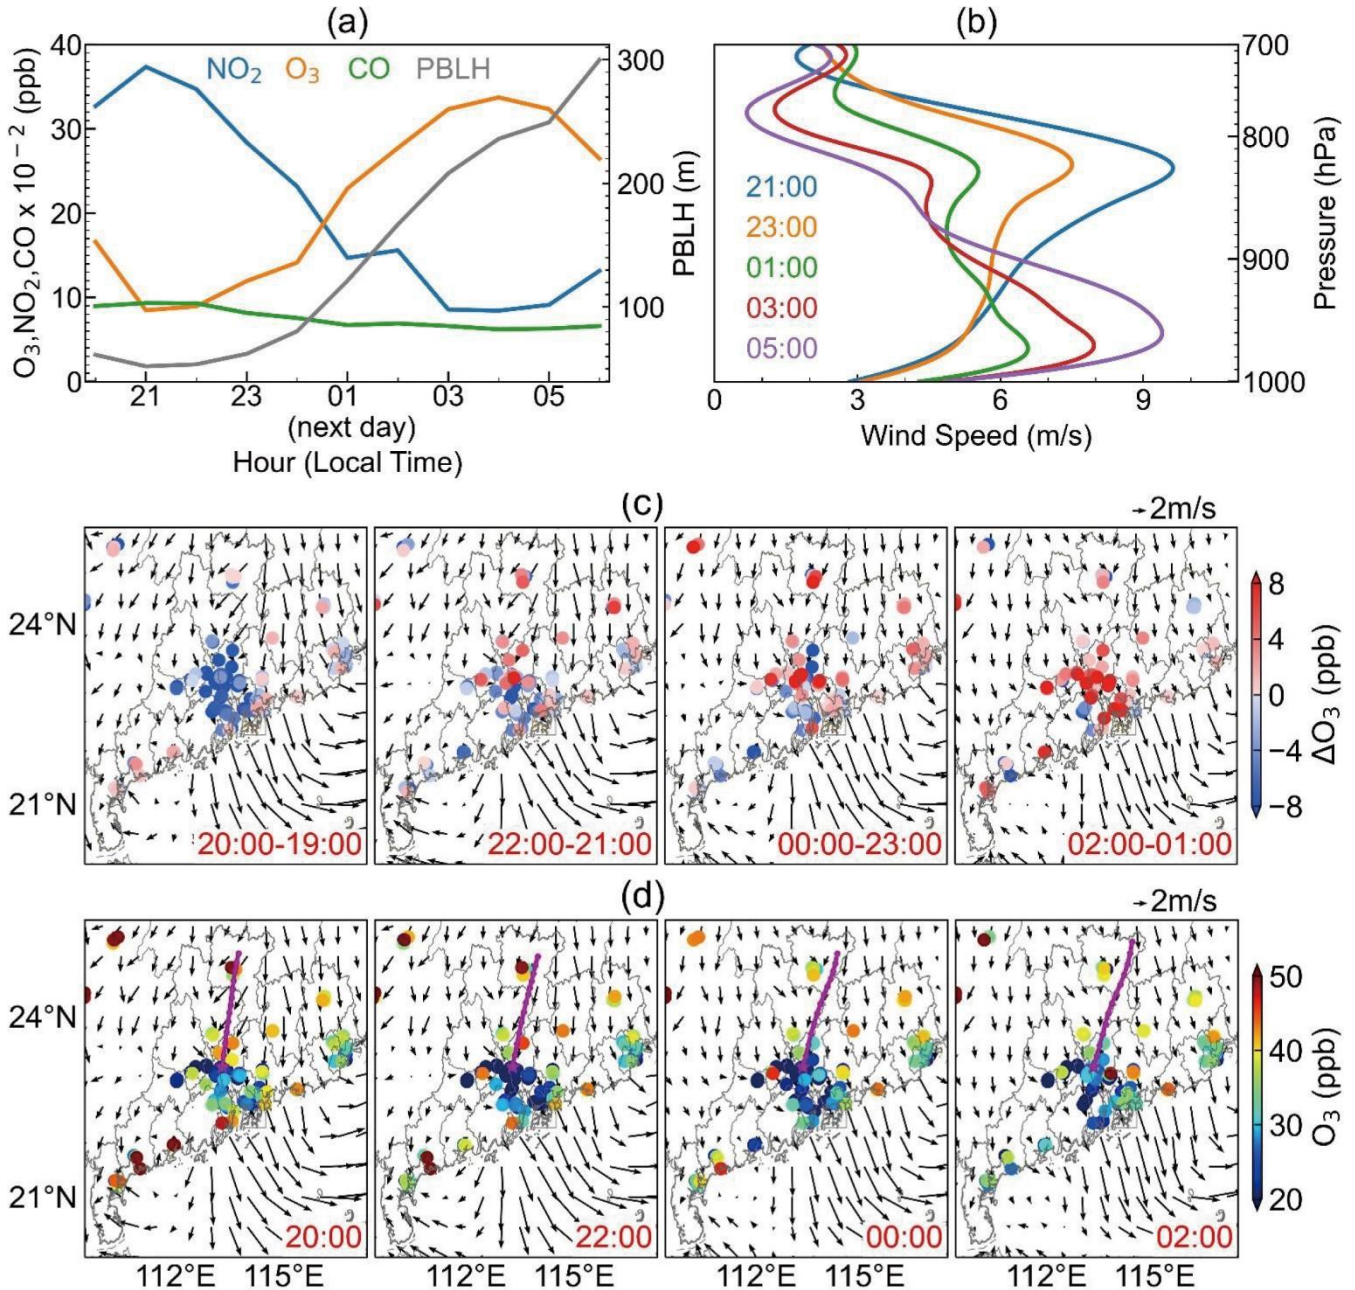 (a)
(b)
NO₂ O₃ CO PBLH
O₃,NO₂,CO x 10⁻² (ppb)
40
30
20
10
0
300
200
100
PBLH (m)
21 23 01 03 05
(next day)
Hour (Local Time)
21:00
23:00
01:00
03:00
05:00
700
800
900
1000
Pressure (hPa)
0 3 6 9
Wind Speed (m/s)
(c)
2m/s
24°N
21°N
20:00-19:00
22:00-21:00
00:00-23:00
02:00-01:00
8
4
0
−4
−8
ΔO₃ (ppb)
(d)
2m/s
24°N
21°N
20:00
22:00
00:00
02:00
112°E 115°E 112°E 115°E 112°E 115°E 112°E 115°E
50
40
30
20
O₃ (ppb)